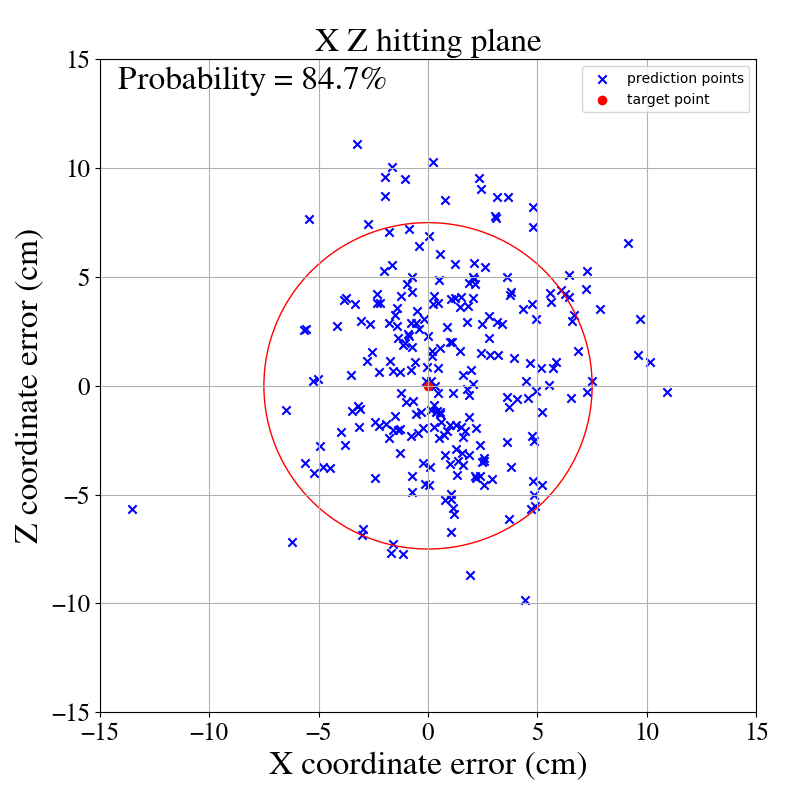 X Z hitting plane
Probability = 84.7%
prediction points
target point
Z coordinate error (cm)
15
10
5
0
−5
−10
−15
−15 −10 −5 0 5 10 15
X coordinate error (cm)